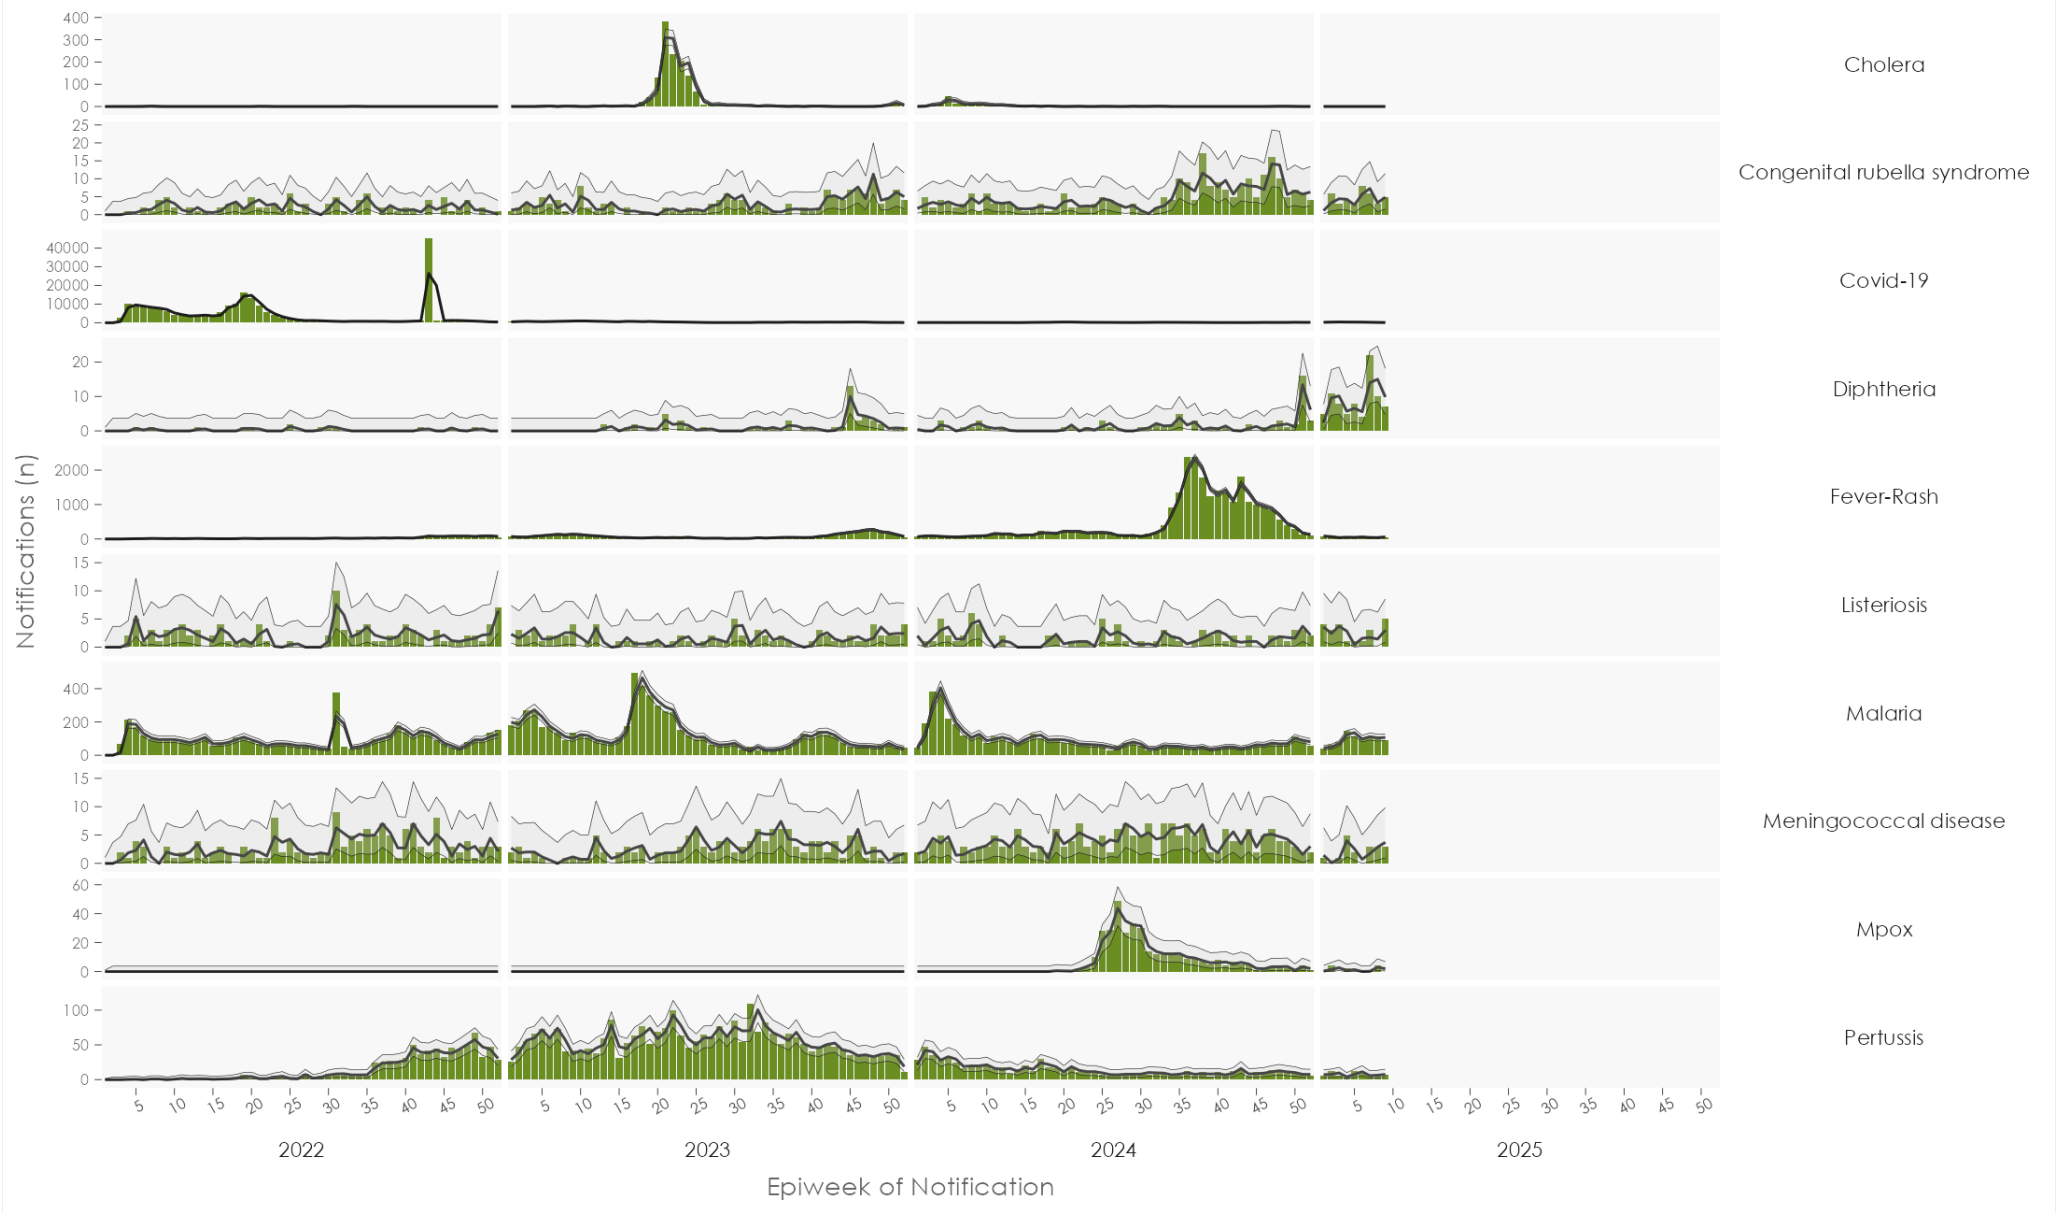 400
300
200
100
0
Cholera
25
20
15
10
5
0
Congenital rubella syndrome
40000
30000
20000
10000
0
Covid-19
20
10
0
Diphtheria
2000
1000
0
Fever-Rash
Notifications (n)
15
10
5
0
Listeriosis
400
200
0
Malaria
15
10
5
0
Meningococcal disease
60
40
20
0
Mpox
100
50
0
Pertussis
5 10 15 20 25 30 35 40 45 50 5 10 15 20 25 30 35 40 45 50 5 10 15 20 25 30 35 40 45 50 5 10 15 20 25 30 35 40 45 50
2022 2023 2024 2025
Epiweek of Notification